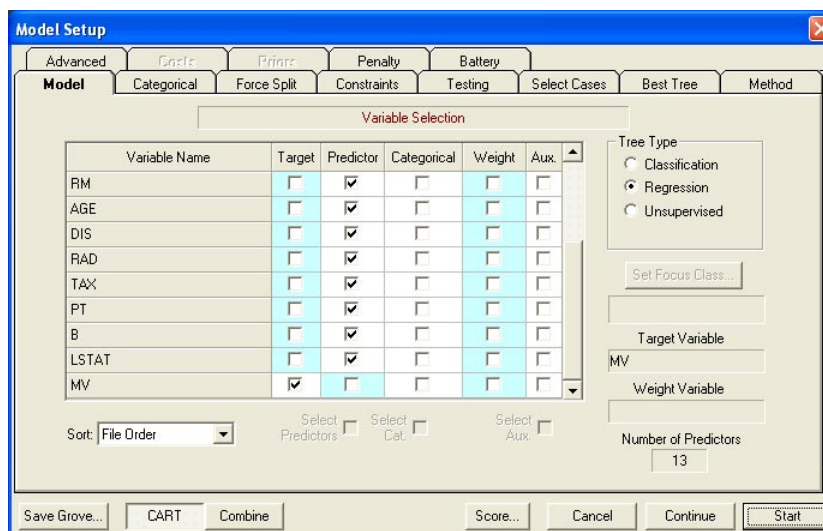 Model Setup
Advanced Costs Priors Penalty Battery
Model Categorical Force Split Constraints Testing Select Cases Best Tree Method
Variable Selection
Variable Name Target Predictor Categorical Weight Aux.
RM
AGE
DIS
RAD
TAX
PT
B
LSTAT
MV
Sort: File Order
Select Predictors
Select Cat.
Select Aux.
Tree Type
Classification
Regression
Unsupervised
Set Focus Class...
Target Variable
MV
Weight Variable
Number of Predictors
13
Save Grove... CART Combine Score... Cancel Continue Start